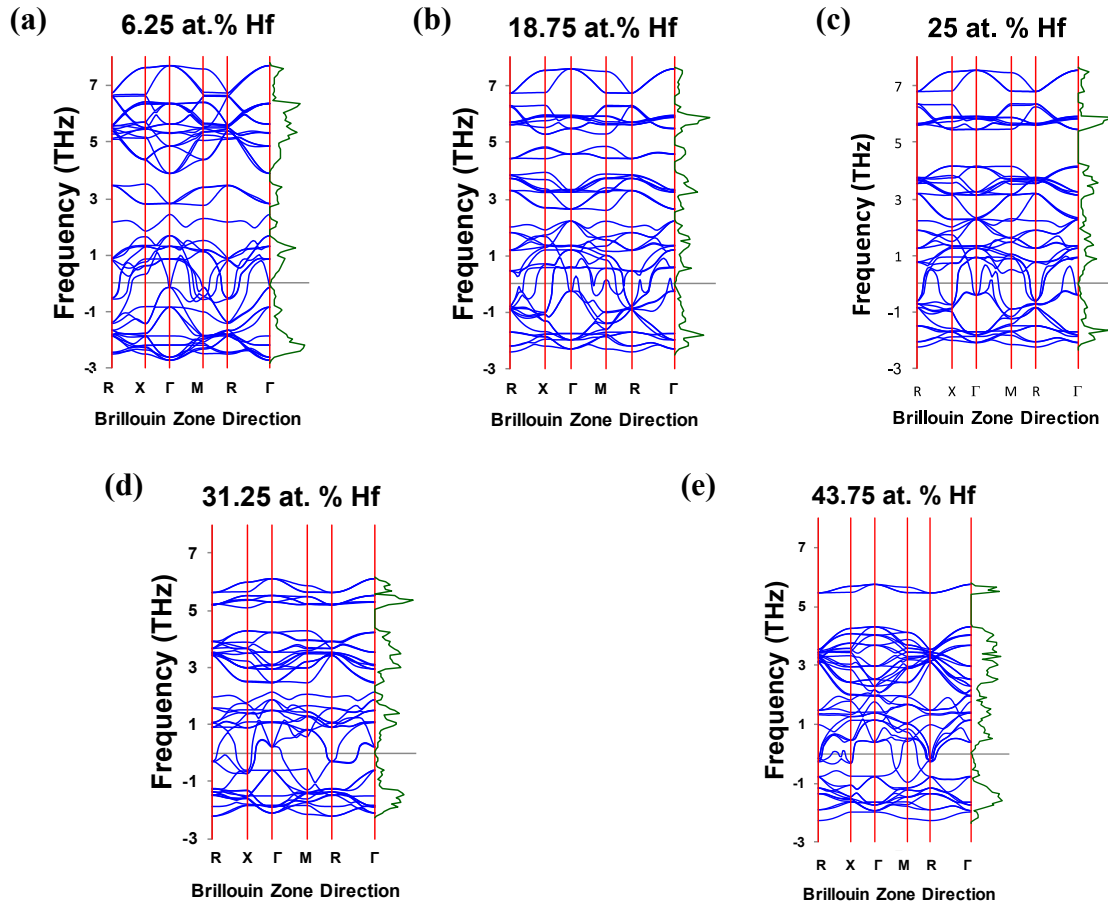 (a)
6.25 at.% Hf
Frequency (THz)
7
5
3
1
-1
-3
R X Γ M R Γ
Brillouin Zone Direction
(b)
18.75 at.% Hf
Frequency (THz)
7
5
3
1
-1
-3
R X Γ M R Γ
Brillouin Zone Direction
(c)
25 at. % Hf
Frequency (THz)
7
5
3
1
-1
-3
R X Γ M R Γ
Brillouin Zone Direction
(d)
31.25 at. % Hf
Frequency (THz)
7
5
3
1
-1
-3
R X Γ M R Γ
Brillouin Zone Direction
(e)
43.75 at. % Hf
Frequency (THz)
7
5
3
1
-1
-3
R X Γ M R Γ
Brillouin Zone Direction